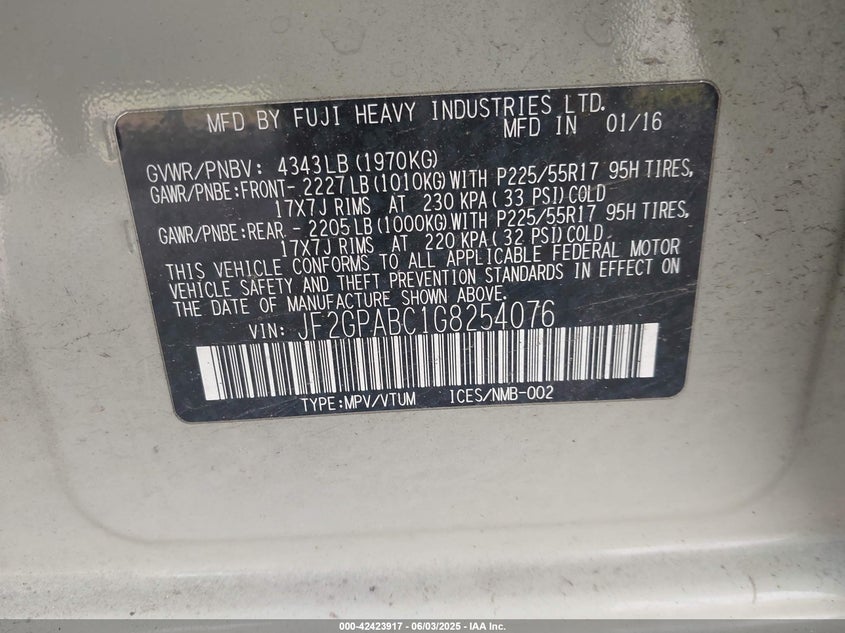 MFD BY FUJI HEAVY INDUSTRIES LTD.
MFD IN 01/16
GVWR/PNBV: 4343LB (1970KG)
GAWR/PNBE:FRONT- 2227LB (1010KG) WITH P225/55R17 95H TIRES,
17X7J RIMS AT 230 KPA ( 33 PSI) COLD
GAWR/PNBE:REAR. - 2205LB (1000KG) WITH P225/55R17 95H TIRES,
17X7J RIMS AT 220 KPA ( 32 PSI) COLD
THIS VEHICLE CONFORMS TO ALL APPLICABLE FEDERAL MOTOR
VEHICLE SAFETY AND THEFT PREVENTION STANDARDS IN EFFECT ON
THE DATE OF MANUFACTURE SHOWN ABOVE.
VIN: JF2GPABC1G8254076
TYPE:MPV/VTUM ICES/NMB-002
000-42423917 - 06/03/2025 - IAA Inc.